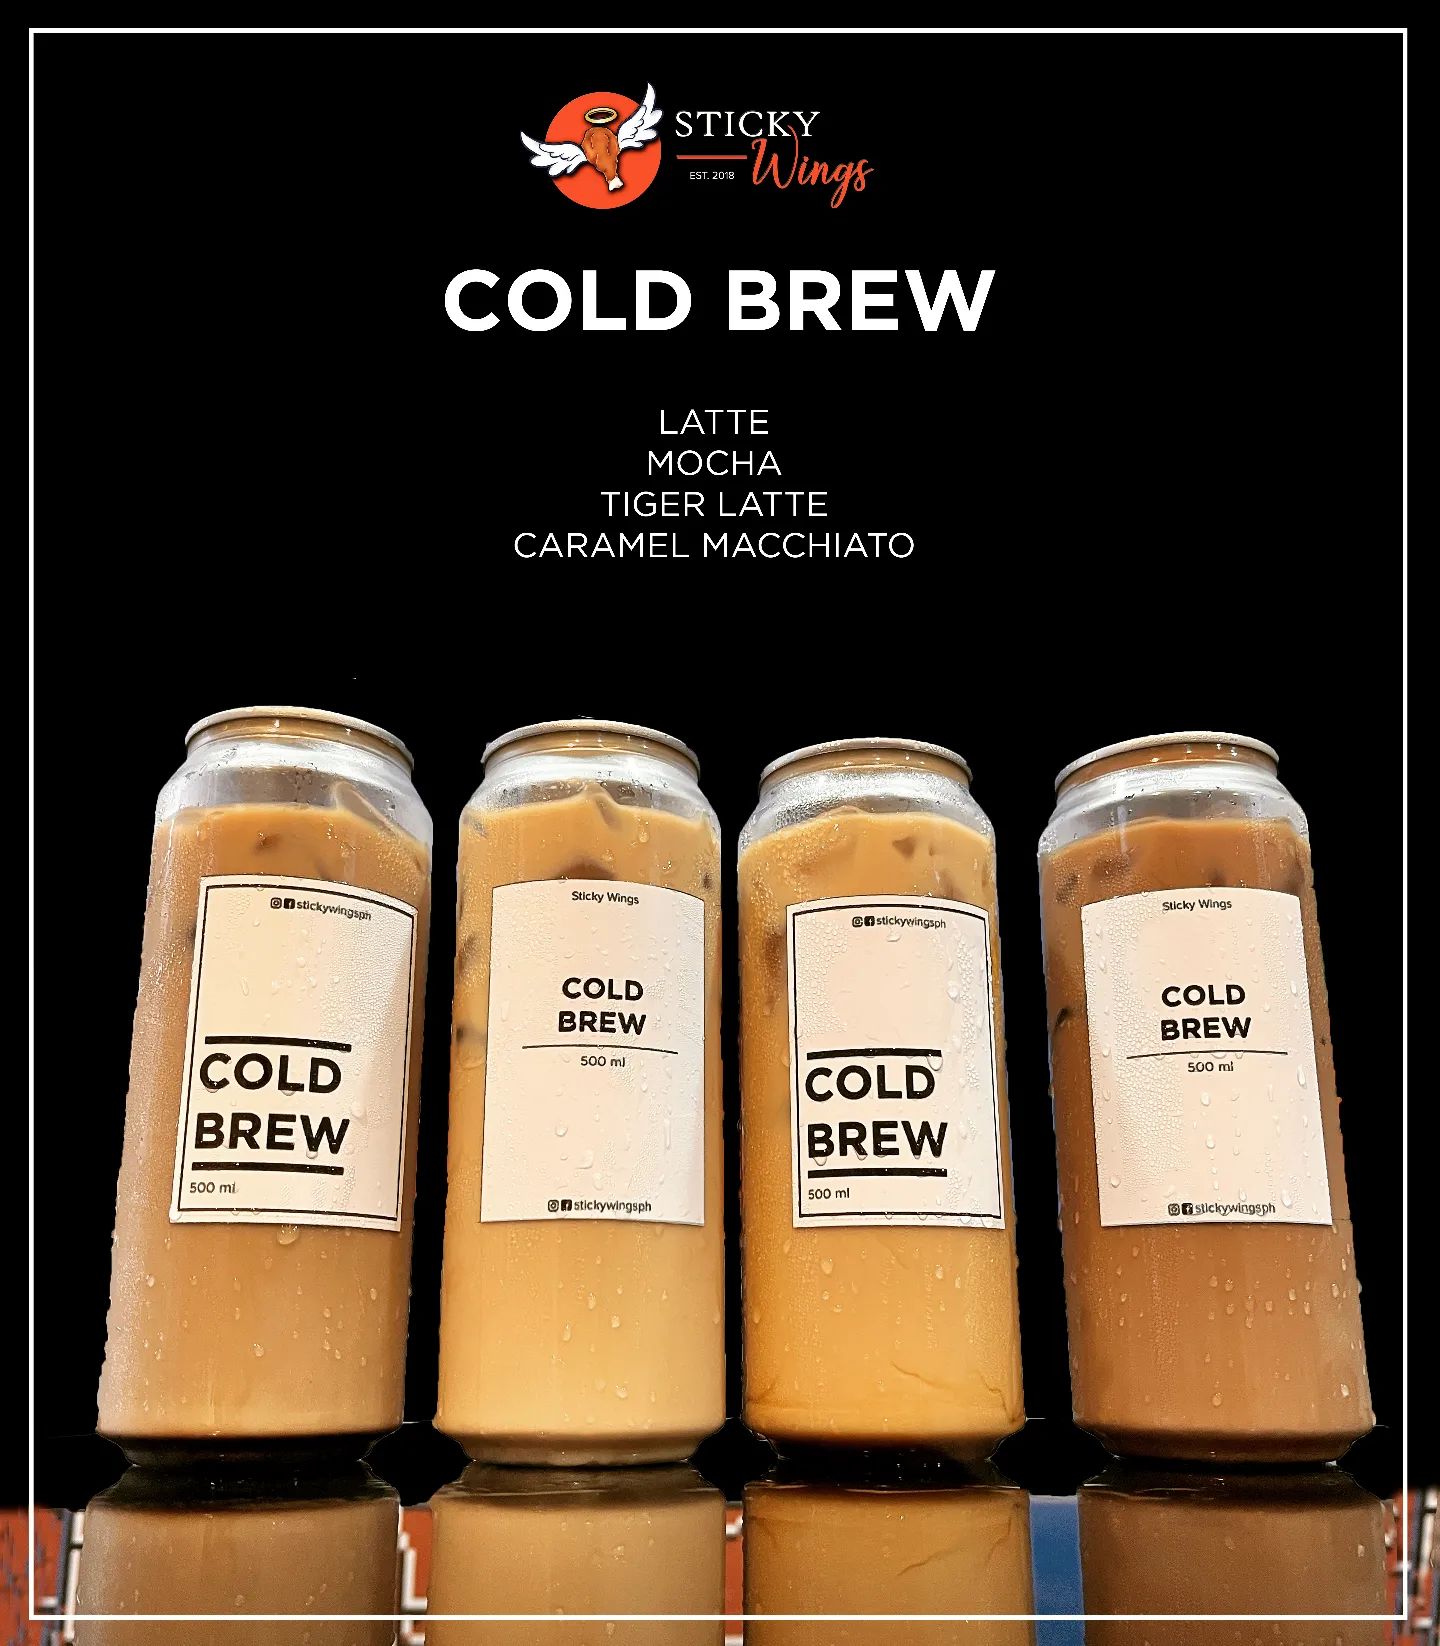 STICKY
EST. 2018 Wings
COLD BREW
LATTE
MOCHA
TIGER LATTE
CARAMEL MACCHIATO
stickywingsph
COLD
BREW
500 ml
Sticky Wings
COLD
BREW
500 ml
stickywingsph
stickywingsph
COLD
BREW
500 ml
Sticky Wings
COLD
BREW
500 ml
stickywingsph